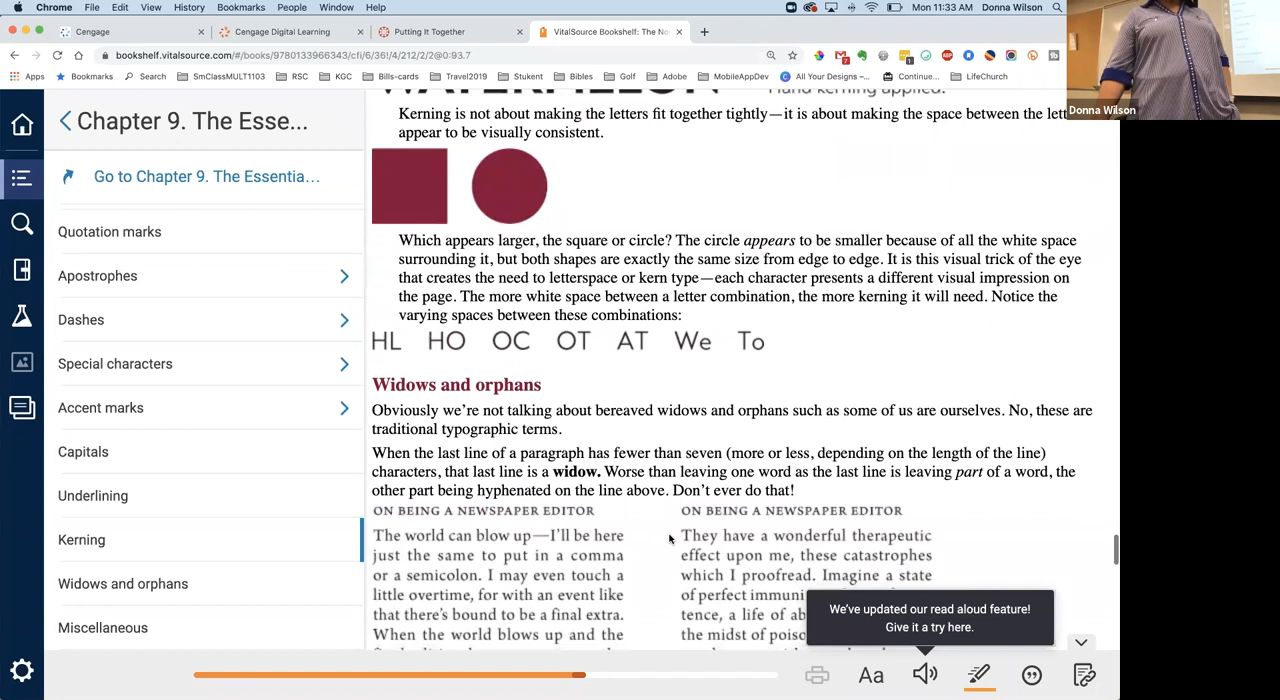 Chrome File Edit View History Bookmarks People Window Help Mon 11:33 AM Donna Wilson
Cengage Cengage Digital Learning Putting It Together VitalSource Bookshelf: The No
bookshelf.vitalsource.com/#/books/9780133966343/cfi/6/36!/4/212/2/2@0:93.7
Apps Bookmarks Search SmClassMULT1103 RSC KGC Bills-cards Travel2019 Stukent Bibles Golf Adobe MobileAppDev All Your Designs –... Continue... LifeChurch
Donna Wilson
Chapter 9. The Esse...
Go to Chapter 9. The Essentia...
Quotation marks
Apostrophes
Dashes
Special characters
Accent marks
Capitals
Underlining
Kerning
Widows and orphans
Miscellaneous
WATERMELON Hand kerning applied.
Kerning is not about making the letters fit together tightly—it is about making the space between the lett
appear to be visually consistent.
Which appears larger, the square or circle? The circle appears to be smaller because of all the white space
surrounding it, but both shapes are exactly the same size from edge to edge. It is this visual trick of the eye
that creates the need to letterspace or kern type—each character presents a different visual impression on
the page. The more white space between a letter combination, the more kerning it will need. Notice the
varying spaces between these combinations:
HL HO OC OT AT We To
Widows and orphans
Obviously we're not talking about bereaved widows and orphans such as some of us are ourselves. No, these are
traditional typographic terms.
When the last line of a paragraph has fewer than seven (more or less, depending on the length of the line)
characters, that last line is a widow. Worse than leaving one word as the last line is leaving part of a word, the
other part being hyphenated on the line above. Don't ever do that!
ON BEING A NEWSPAPER EDITOR
The world can blow up—I'll be here
just the same to put in a comma
or a semicolon. I may even touch a
little overtime, for with an event like
that there's bound to be a final extra.
When the world blows up and the
ON BEING A NEWSPAPER EDITOR
They have a wonderful therapeutic
effect upon me, these catastrophes
which I proofread. Imagine a state
of perfect immuni
tence, a life of ab
the midst of poiso
We've updated our read aloud feature!
Give it a try here.
Aa